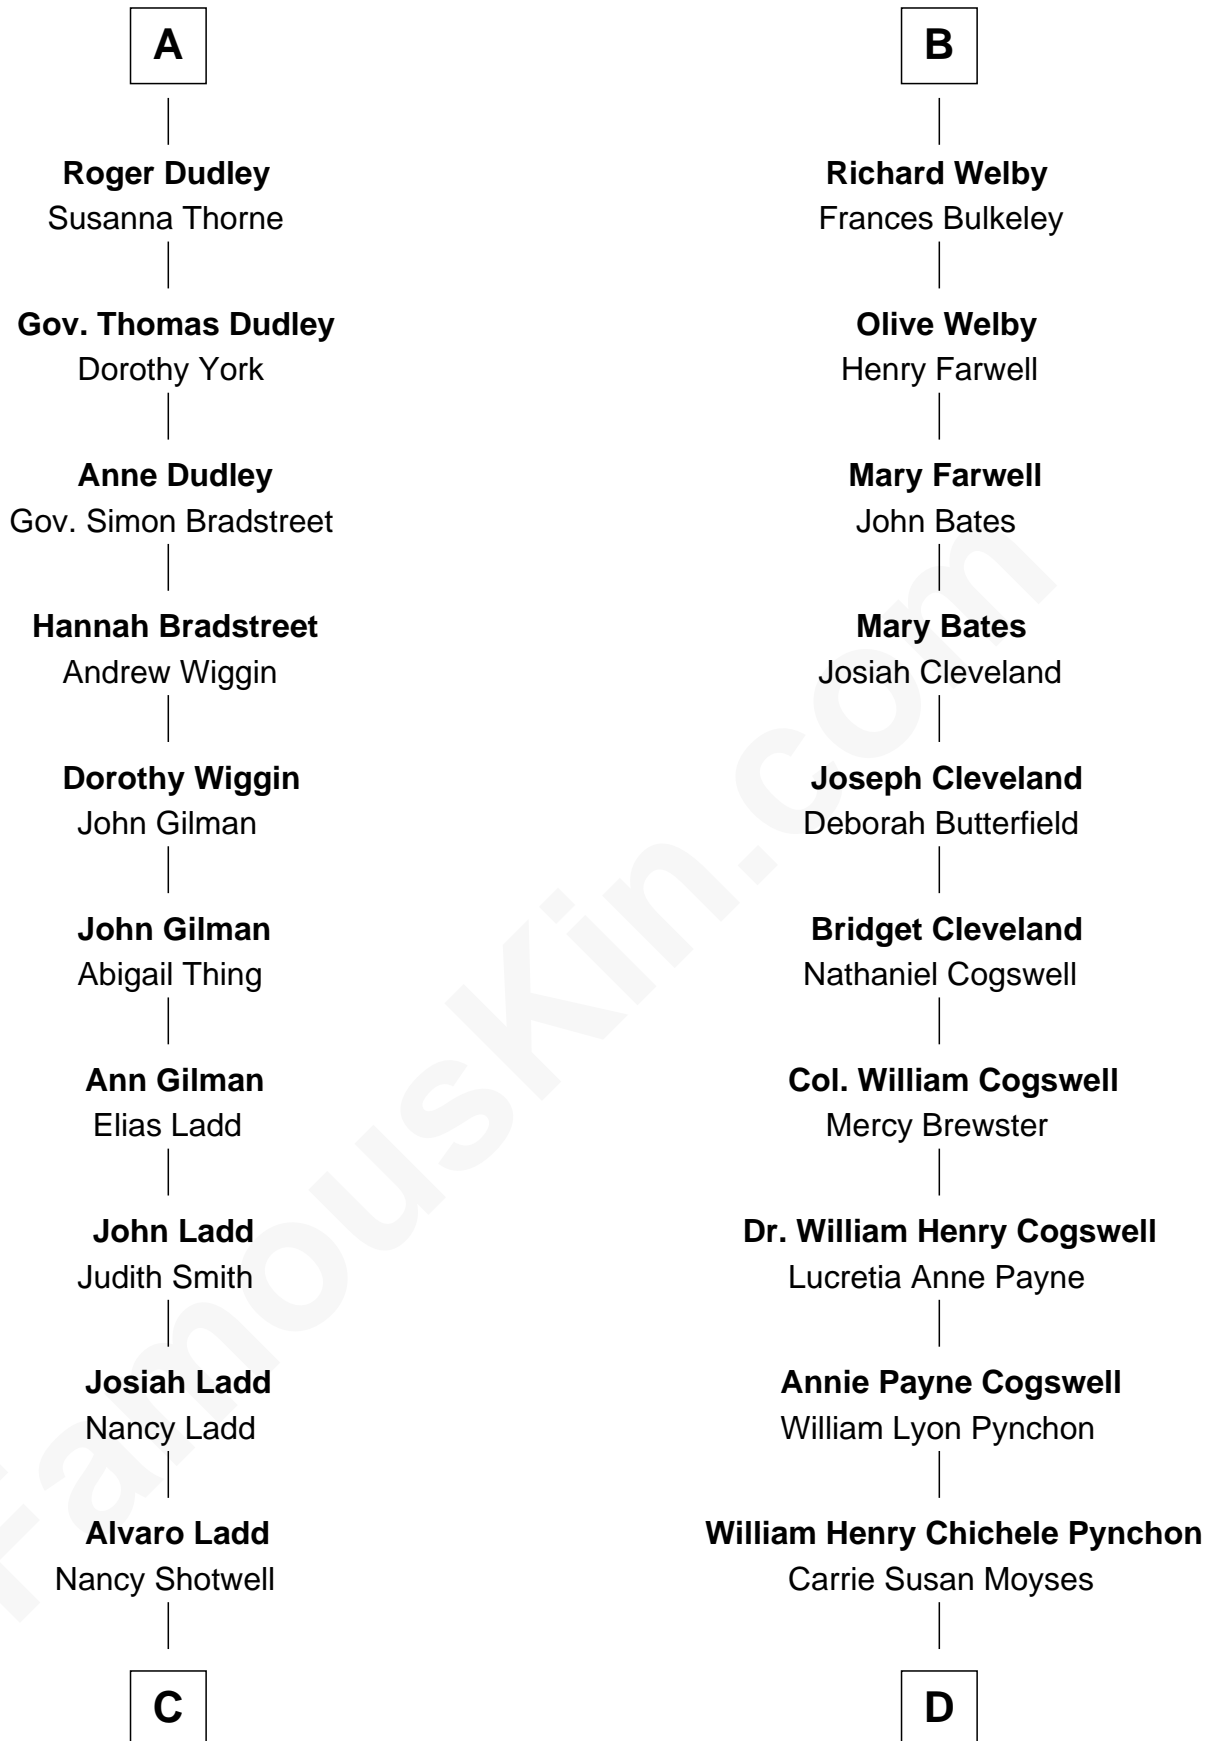 A
Roger Dudley
Susanna Thorne
Gov. Thomas Dudley
Dorothy York
Anne Dudley
Gov. Simon Bradstreet
Hannah Bradstreet
Andrew Wiggin
Dorothy Wiggin
John Gilman
John Gilman
Abigail Thing
Ann Gilman
Elias Ladd
John Ladd
Judith Smith
Josiah Ladd
Nancy Ladd
Alvaro Ladd
Nancy Shotwell
C
B
Richard Welby
Frances Bulkeley
Olive Welby
Henry Farwell
Mary Farwell
John Bates
Mary Bates
Josiah Cleveland
Joseph Cleveland
Deborah Butterfield
Bridget Cleveland
Nathaniel Cogswell
Col. William Cogswell
Mercy Brewster
Dr. William Henry Cogswell
Lucretia Anne Payne
Annie Payne Cogswell
William Lyon Pynchon
William Henry Chichele Pynchon
Carrie Susan Moyses
D
FamousKin.com